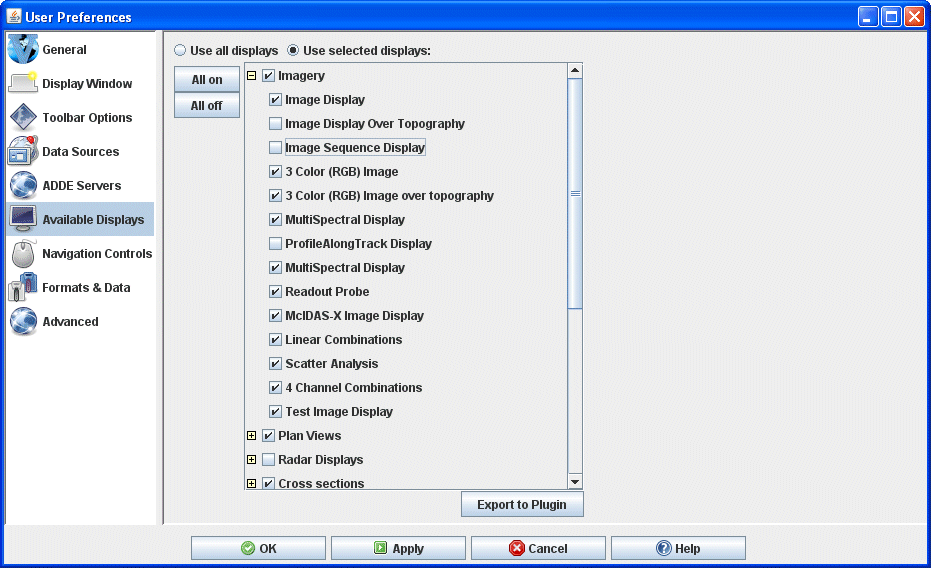 User Preferences
General
Display Window
Toolbar Options
Data Sources
ADDE Servers
Available Displays
Navigation Controls
Formats & Data
Advanced
Use all displays Use selected displays:
All on
All off
Imagery
Image Display
Image Display Over Topography
Image Sequence Display
3 Color (RGB) Image
3 Color (RGB) Image over topography
MultiSpectral Display
ProfileAlongTrack Display
MultiSpectral Display
Readout Probe
McIDAS-X Image Display
Linear Combinations
Scatter Analysis
4 Channel Combinations
Test Image Display
Plan Views
Radar Displays
Cross sections
Export to Plugin
OK Apply Cancel Help